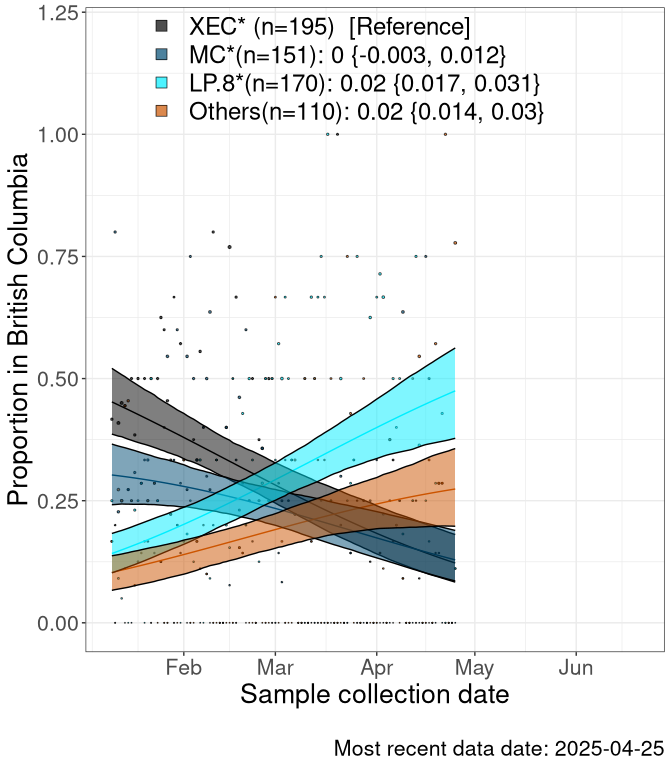 1.25
XEC* (n=195) [Reference]
MC*(n=151): 0 {-0.003, 0.012}
LP.8*(n=170): 0.02 {0.017, 0.031}
Others(n=110): 0.02 {0.014, 0.03}
1.00
0.75
0.50
0.25
0.00
Proportion in British Columbia
Feb Mar Apr May Jun
Sample collection date
Most recent data date: 2025-04-25